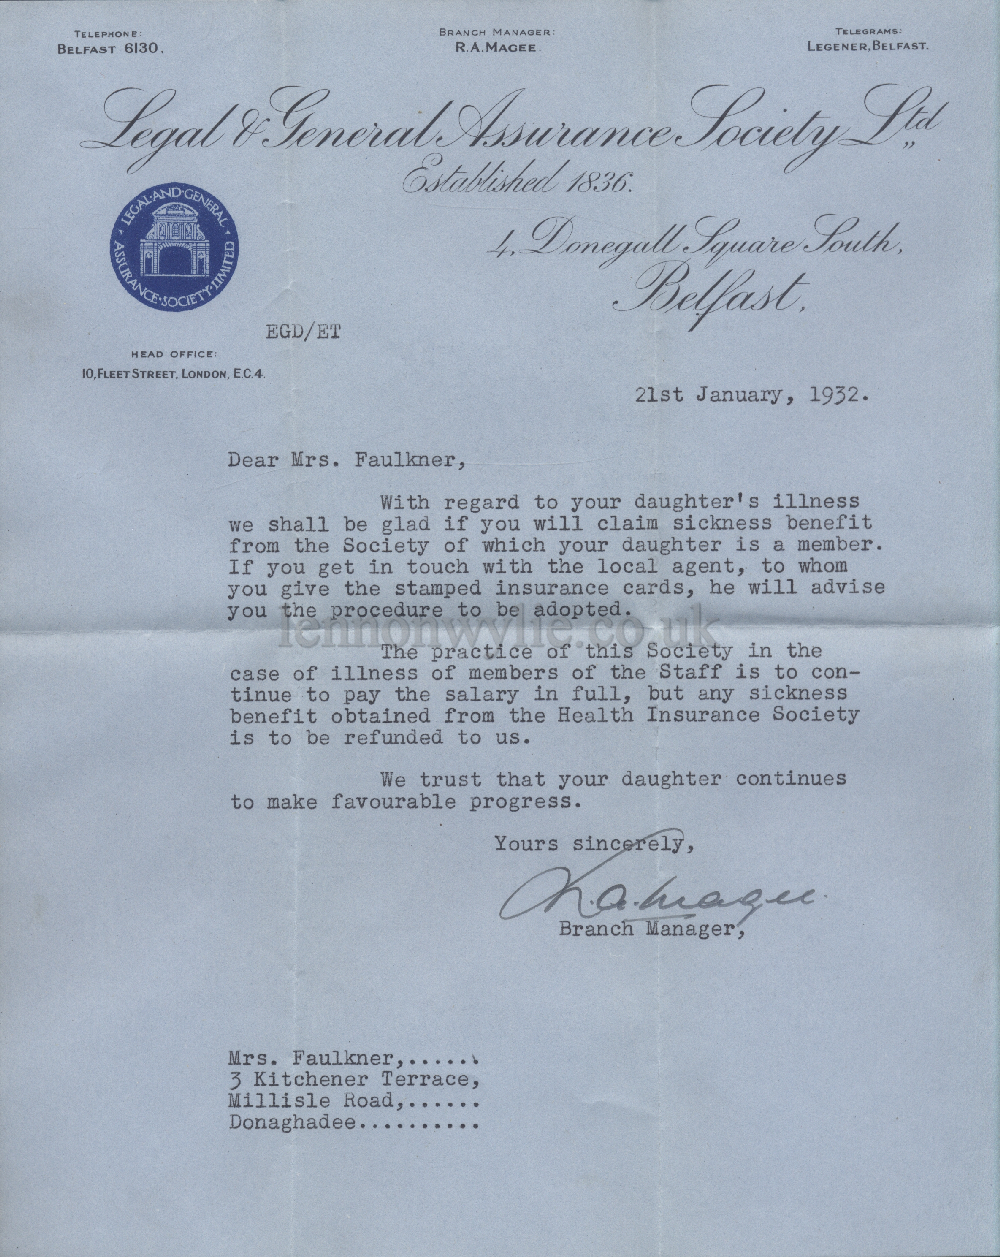 TELEPHONE:
BELFAST 6130.
BRANCH MANAGER:
R.A.MAGEE.
TELEGRAMS:
LEGENER, BELFAST.
Legal & General Assurance Society Ltd
Established 1836.
LEGAL·AND·GENERAL·
ASSURANCE·SOCIETY·LIMITED
4, Donegall Square South,
Belfast.
EGD/ET
HEAD OFFICE:
10, FLEET STREET, LONDON, E.C.4.
21st January, 1932.
Dear Mrs. Faulkner,
With regard to your daughter's illness
we shall be glad if you will claim sickness benefit
from the Society of which your daughter is a member.
If you get in touch with the local agent, to whom
you give the stamped insurance cards, he will advise
you the procedure to be adopted.
lennonwylie.co.uk
The practice of this Society in the
case of illness of members of the Staff is to con-
tinue to pay the salary in full, but any sickness
benefit obtained from the Health Insurance Society
is to be refunded to us.
We trust that your daughter continues
to make favourable progress.
Yours sincerely,
R.A. Magee.
Branch Manager,
Mrs. Faulkner,......
3 Kitchener Terrace,
Millisle Road,......
Donaghadee..........